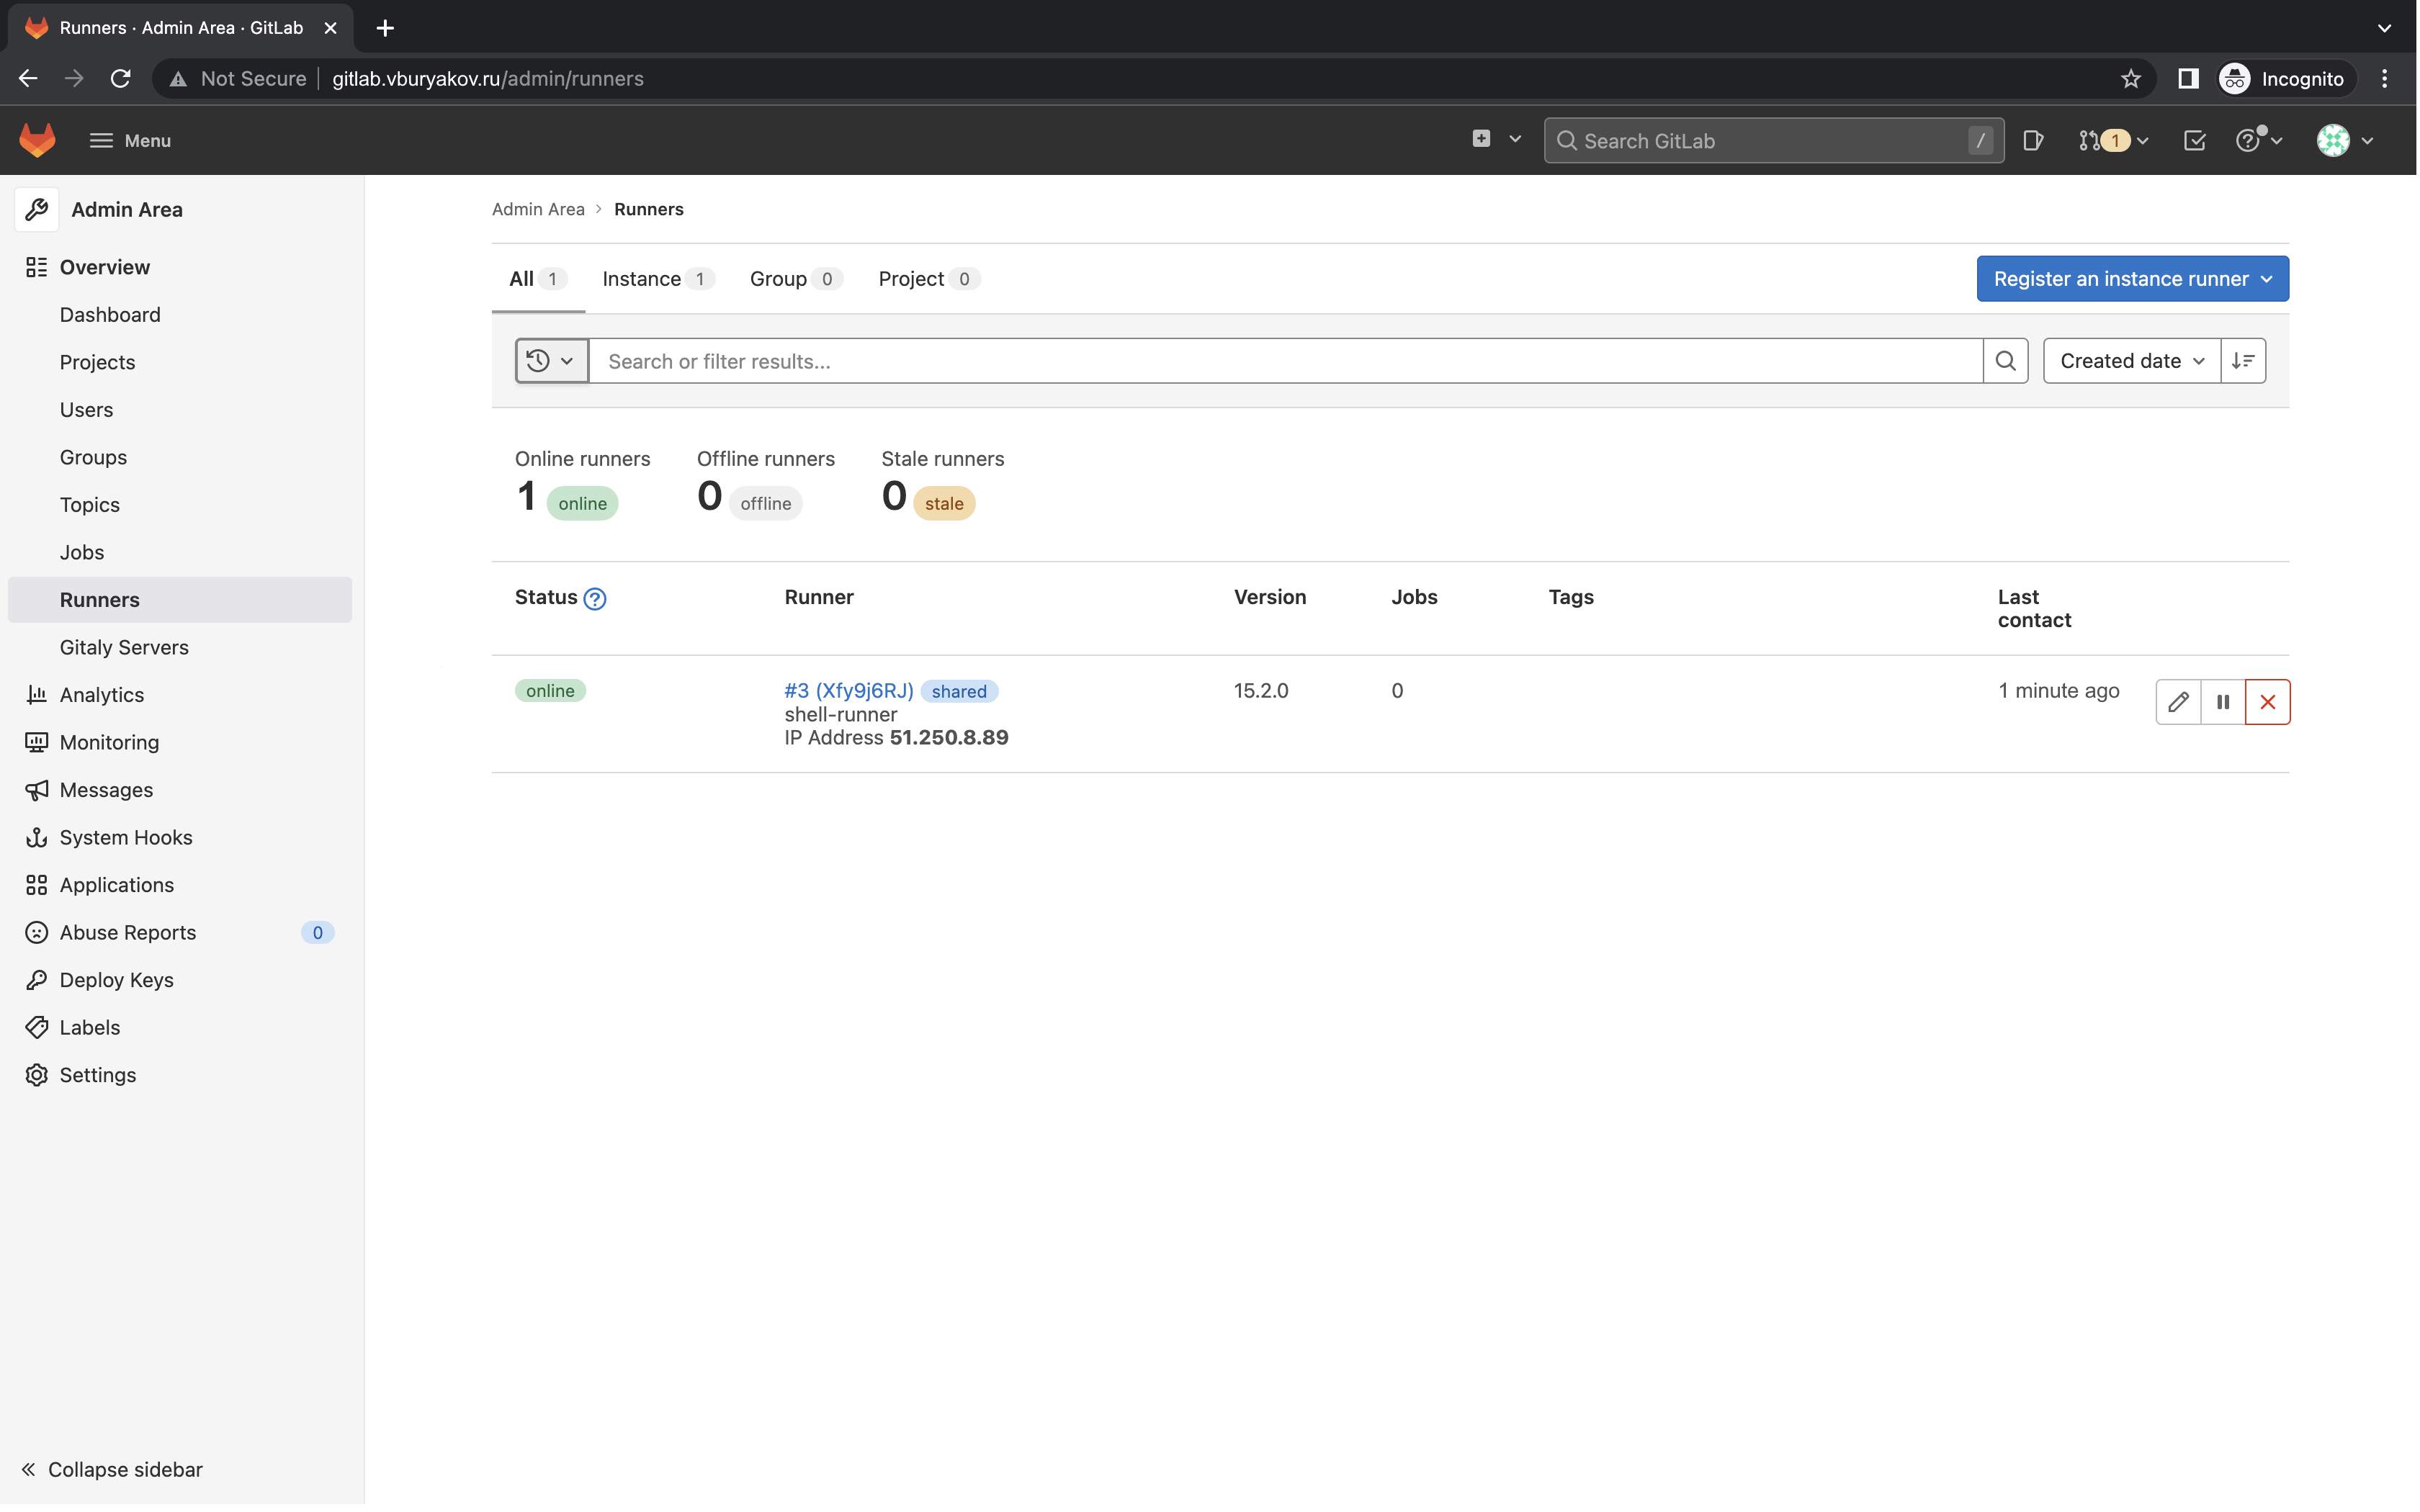 Runners · Admin Area · GitLab
Not Secure gitlab.vburyakov.ru/admin/runners
Incognito
Menu
Search GitLab /
1
Admin Area
Overview
Dashboard
Projects
Users
Groups
Topics
Jobs
Runners
Gitaly Servers
Analytics
Monitoring
Messages
System Hooks
Applications
Abuse Reports 0
Deploy Keys
Labels
Settings
Collapse sidebar
Admin Area > Runners
All 1 Instance 1 Group 0 Project 0
Register an instance runner
Search or filter results...
Created date
Online runners Offline runners Stale runners
1 online 0 offline 0 stale
Status Runner Version Jobs Tags Last
contact
online #3 (Xfy9j6RJ) shared 15.2.0 0 1 minute ago
shell-runner
IP Address 51.250.8.89